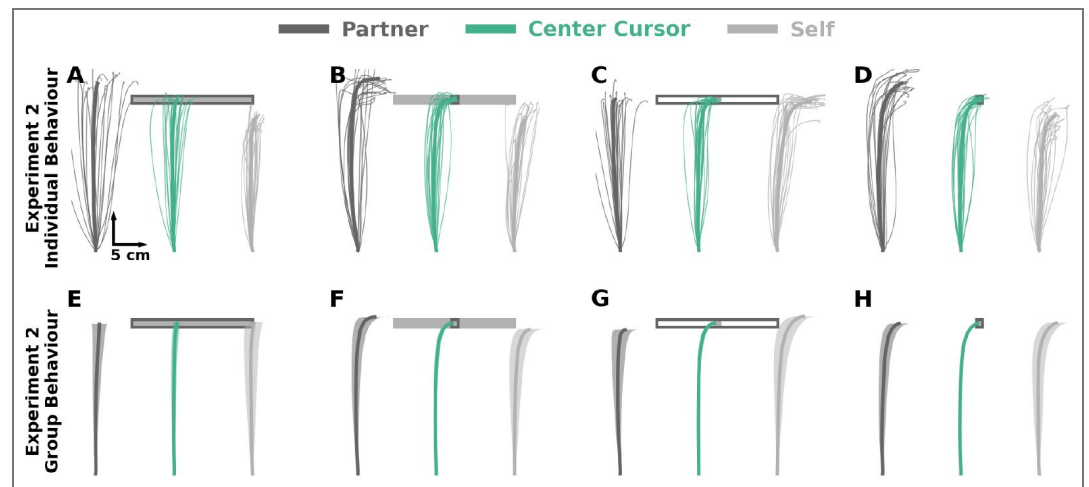 Partner Center Cursor Self
A B C D
Experiment 2
Individual Behaviour
5 cm
E F G H
Experiment 2
Group Behaviour